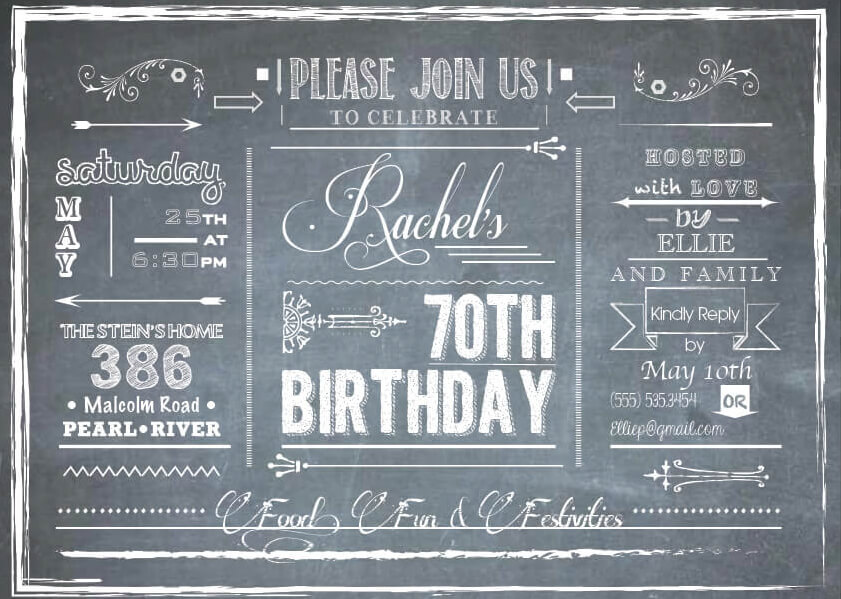 PLEASE JOIN US
TO CELEBRATE
saturday
MAY
25TH
AT
6:30PM
THE STEIN'S HOME
386
• Malcolm Road •
PEARL•RIVER
Rachel's
70TH
BIRTHDAY
HOSTED
with LOVE
by
ELLIE
AND FAMILY
Kindly Reply
by
May 10th
(555) 535.3454 OR
Elliep@gmail.com
Food Fun & Festivities